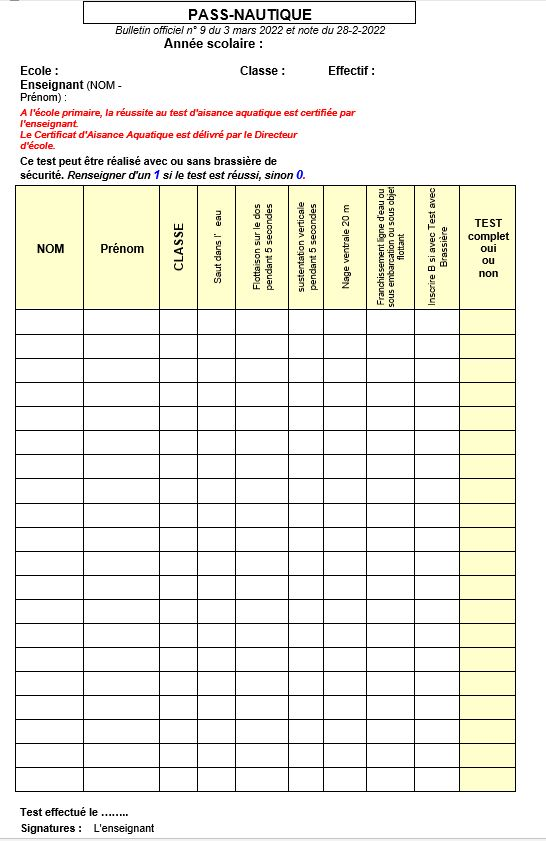 PASS-NAUTIQUE
Bulletin officiel n° 9 du 3 mars 2022 et note du 28-2-2022
Année scolaire :
Ecole : Classe : Effectif :
Enseignant (NOM -
Prénom) :
A l'école primaire, la réussite au test d'aisance aquatique est certifiée par
l'enseignant.
Le Certificat d'Aisance Aquatique est délivré par le Directeur
d'école.
Ce test peut être réalisé avec ou sans brassière de
sécurité. Renseigner d'un 1 si le test est réussi, sinon 0.
NOM
Prénom
CLASSE
Saut dans l' eau
Flottaison sur le dos
pendant 5 secondes
sustentation verticale
pendant 5 secondes
Nage ventrale 20 m
Franchissement ligne d'eau ou
sous embarcation ou sous objet
flottant
Inscrire B si avec Test avec
Brassière
TEST
complet
oui
ou
non
Test effectué le ........
Signatures : L'enseignant